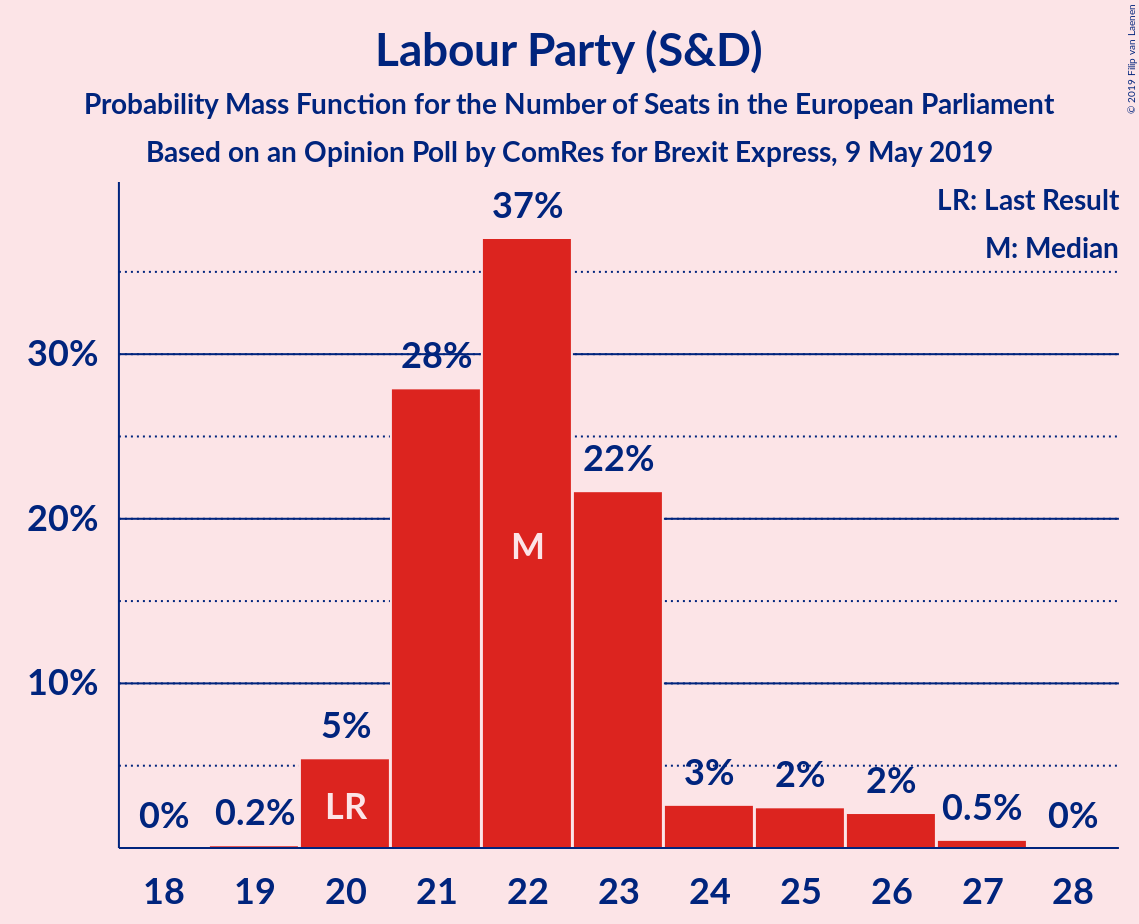 Labour Party (S&D)
Probability Mass Function for the Number of Seats in the European Parliament
Based on an Opinion Poll by ComRes for Brexit Express, 9 May 2019
© 2019 Filip van Laenen
LR: Last Result
M: Median
37%
30%
28%
22%
20%
M
10%
5%
3%
2%
2%
0%
0.2%
LR
0.5%
0%
18 19 20 21 22 23 24 25 26 27 28